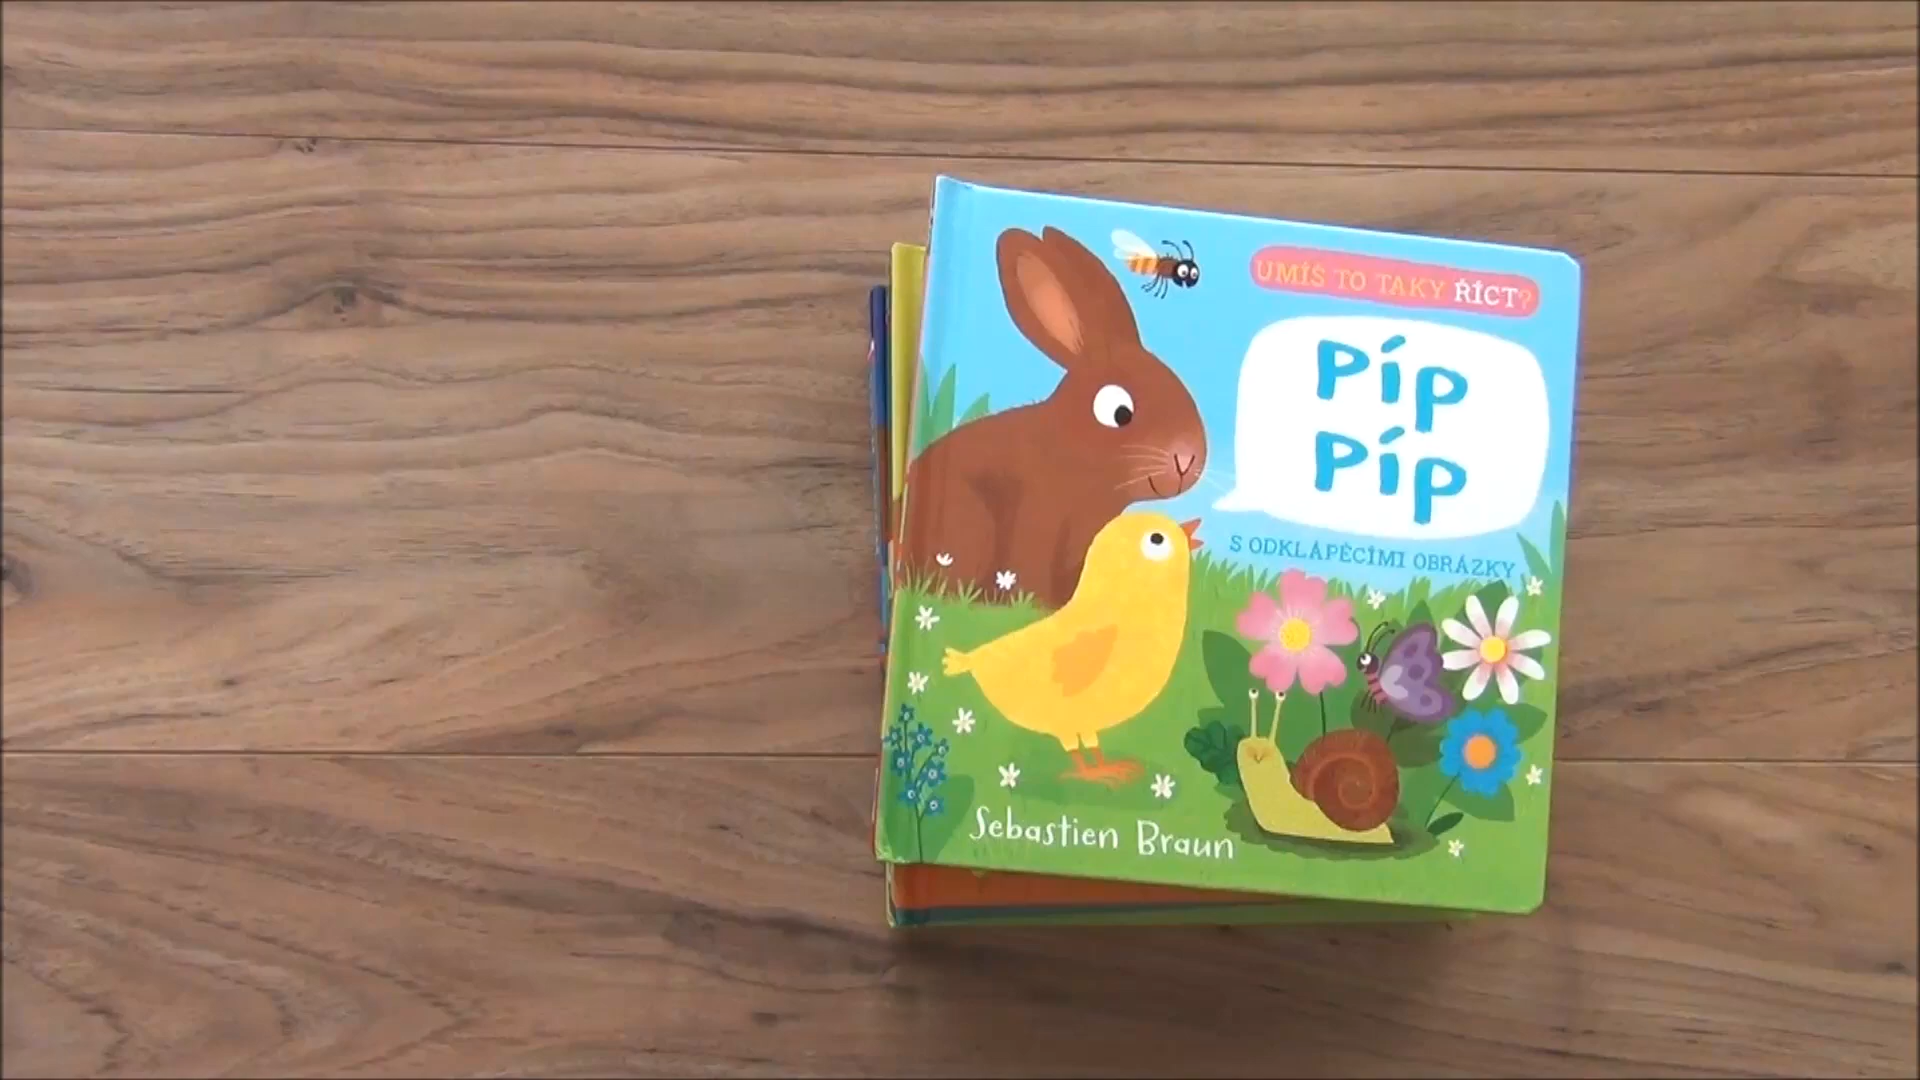 UMÍŠ TO TAKY ŘÍCT?
Píp
Píp
S ODKLÁPĚCÍMI OBRÁZKY
Sebastien Braun